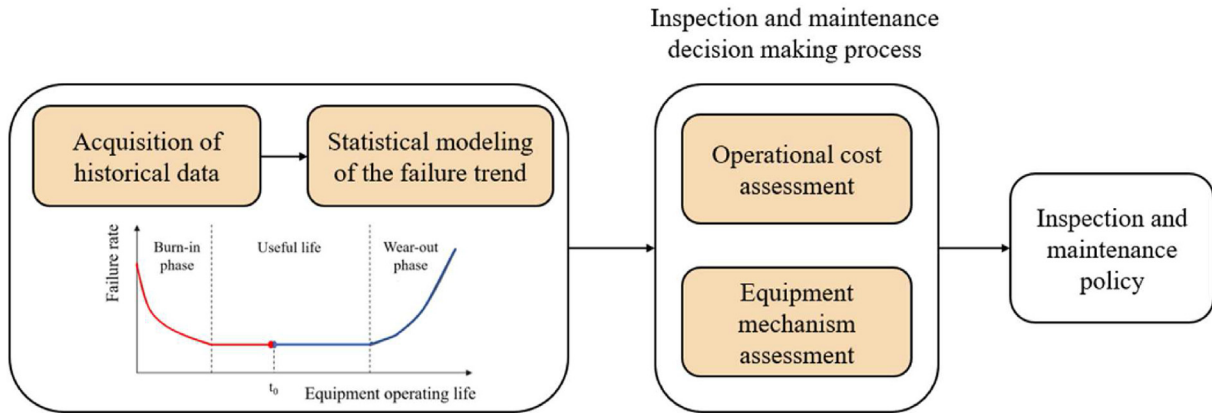 Inspection and maintenance
decision making process
Acquisition of
historical data
Statistical modeling
of the failure trend
Failure rate
Burn-in
phase
Useful life
Wear-out
phase
t₀
Equipment operating life
Operational cost
assessment
Equipment
mechanism
assessment
Inspection and
maintenance
policy